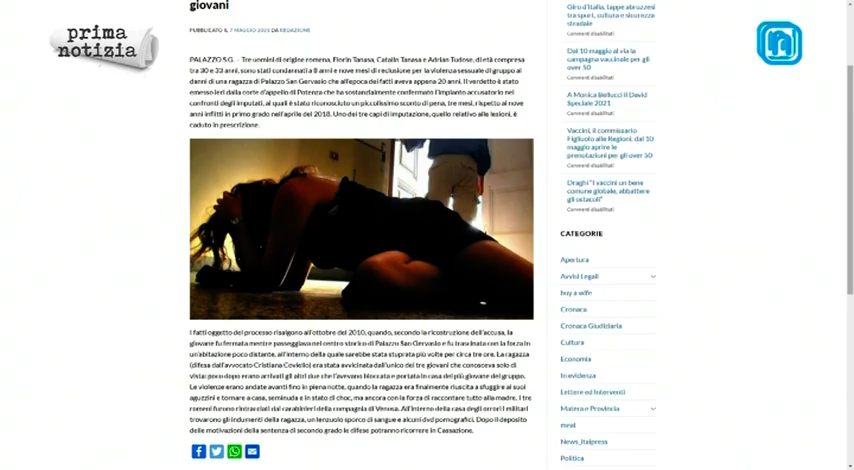 prima
notizia
giovani
PUBBLICATO IL 7 MAGGIO 2021 DA REDAZIONE
PALAZZO S.G. – Tre uomini di origine romena, Florin Tanasa, Catalin Tanasa e Adrian Tudose, di età compresa
tra 30 e 33 anni, sono stati condannati a 8 anni e nove mesi di reclusione per la violenza sessuale di gruppo ai
danni di una ragazza di Palazzo San Gervasio che all'epoca dei fatti aveva appena 20 anni. Il verdetto è stato
emesso ieri dalla corte d'appello di Potenza che ha sostanzialmente confermato l'impianto accusatorio nei
confronti degli imputati, ai quali è stato riconosciuto un piccolissimo sconto di pena, tre mesi, rispetto ai nove
anni inflitti in primo grado nell'aprile del 2018. Uno dei tre capi di imputazione, quello relativo alle lesioni, è
caduto in prescrizione.
I fatti oggetto del processo risalgono all'ottobre del 2010, quando, secondo la ricostruzione dell'accusa, la
giovane fu fermata mentre passeggiava nel centro storico di Palazzo San Gervasio e fu trascinata con la forza in
un'abitazione poco distante, all'interno della quale sarebbe stata stuprata più volte per circa tre ore. La ragazza
(difesa dall'avvocato Cristiana Coviello) era stata avvicinata dall'unico dei tre giovani che conosceva solo di
vista: poco dopo erano arrivati gli altri due che l'avevano bloccata e portata in casa del più giovane del gruppo.
Le violenze erano andate avanti fino in piena notte, quando la ragazza era finalmente riuscita a sfuggire ai suoi
aguzzini e tornare a casa, seminuda e in stato di choc, ma ancora con la forza di raccontare tutto alla madre. I tre
romeni furono rintracciati dai carabinieri della compagnia di Venosa. All'interno della casa degli orrori i militari
trovarono gli indumenti della ragazza, un lenzuolo sporco di sangue e alcuni dvd pornografici. Dopo il deposito
delle motivazioni della sentenza di secondo grado le difese potranno ricorrere in Cassazione.
Giro d'Italia, tappe abruzzesi
tra sport, cultura e sicurezza
stradale
Commenti disabilitati
Dal 10 maggio al via la
campagna vaccinale per gli
over 50
Commenti disabilitati
A Monica Bellucci il David
Speciale 2021
Commenti disabilitati
Vaccini, il commissario
Figliuolo alle Regioni: dal 10
maggio aprire le
prenotazioni per gli over 50
Commenti disabilitati
Draghi "I vaccini un bene
comune globale, abbattere
gli ostacoli"
Commenti disabilitati
CATEGORIE
Apertura
Avvisi Legali
buy a wife
Cronaca
Cronaca Giudiziaria
Cultura
Economia
In evidenza
Lettere ed Interventi
Matera e Provincia
meal
News_Italpress
Politica